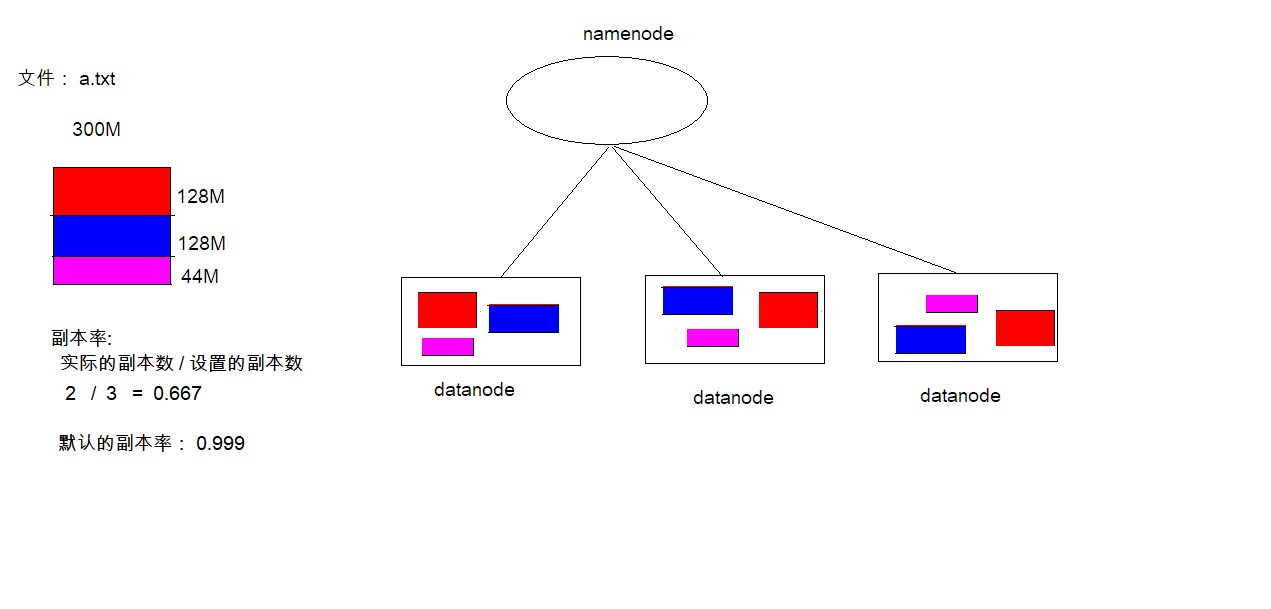 namenode
文件： a.txt
300M
128M
128M
44M
副本率:
实际的副本数 / 设置的副本数
2 / 3 = 0.667
默认的副本率： 0.999
datanode
datanode
datanode